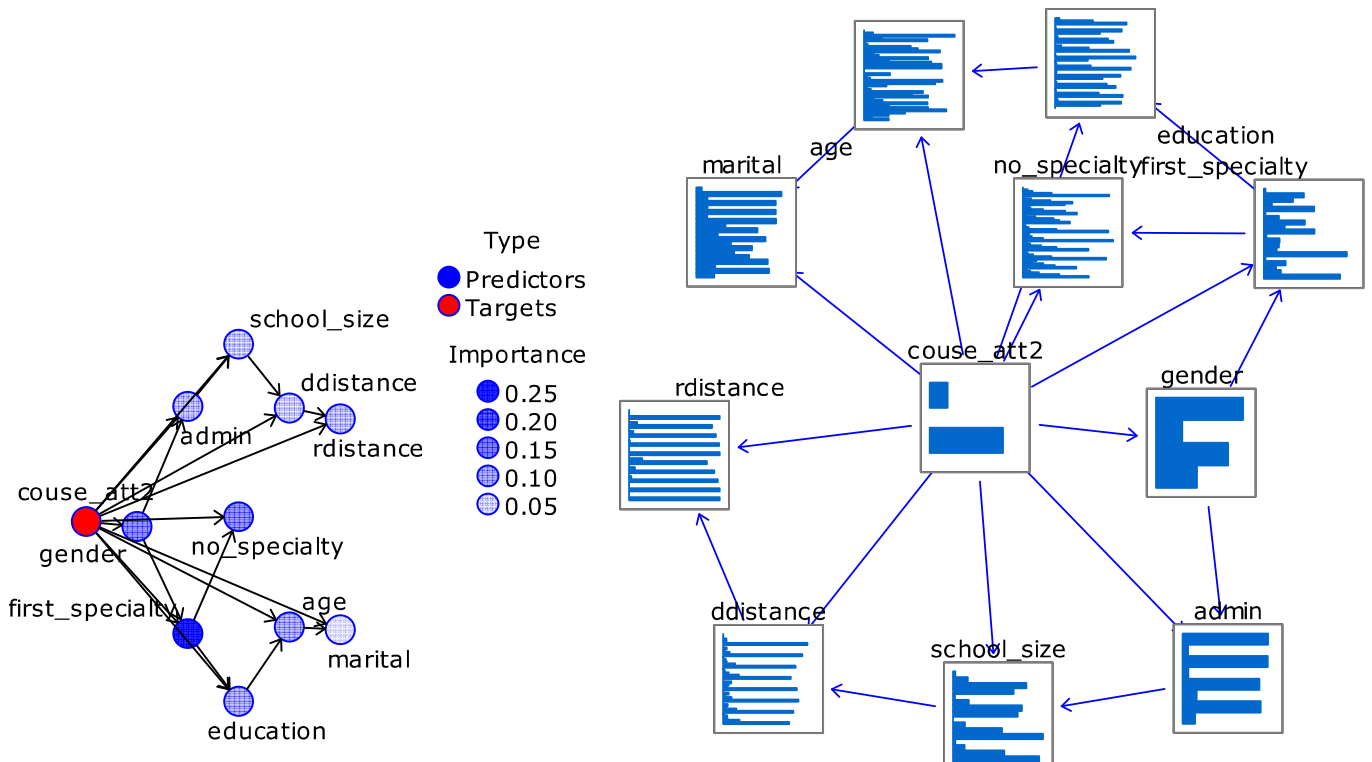 school_size
ddistance
admin
rdistance
couse_att2
gender
no_specialty
first_specialty
age
marital
education
Type
Predictors
Targets
Importance
0.25
0.20
0.15
0.10
0.05
education
age
marital
no_specialty
first_specialty
couse_att2
rdistance
gender
ddistance
admin
school_size